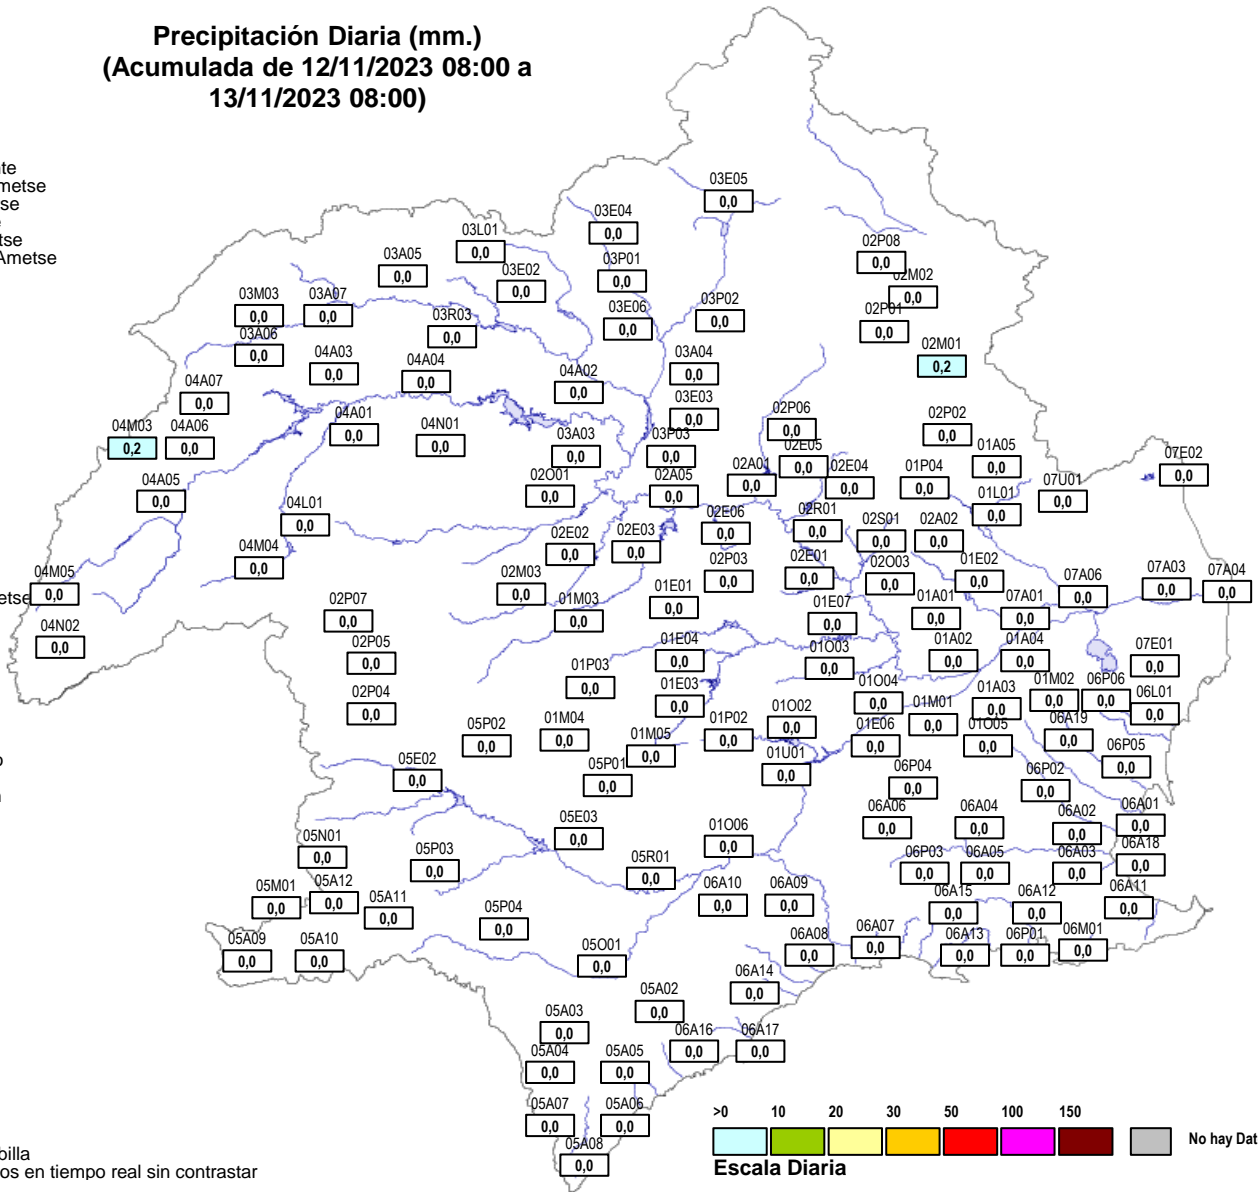 Precipitación Diaria (mm.)
(Acumulada de 12/11/2023 08:00 a
13/11/2023 08:00)
nte
metse
tse
e
tse
Ametse
03E05
0,0
03E04
0,0
03L01
0,0
03A05
0,0
03P01
0,0
03E02
0,0
02P08
0,0
02M02
0,0
03M03
0,0
03A07
0,0
03R03
0,0
03E06
0,0
03P02
0,0
02P01
0,0
03A06
0,0
04A03
0,0
04A04
0,0
04A02
0,0
03A04
0,0
02M01
0,2
04A07
0,0
03E03
0,0
04M03
0,2
04A06
0,0
04A01
0,0
04N01
0,0
03A03
0,0
03P03
0,0
02P06
0,0
02P02
0,0
02E05
0,0
01A05
0,0
07E02
0,0
04A05
0,0
02O01
0,0
02A05
0,0
02A01
0,0
02E04
0,0
01P04
0,0
07U01
0,0
01L01
0,0
04L01
0,0
02E06
0,0
02R01
0,0
02S01
0,0
02A02
0,0
04M04
0,0
02E02
0,0
02E03
0,0
02P03
0,0
02E01
0,0
02O03
0,0
01E02
0,0
04M05
0,0
etse
02M03
0,0
07A06
0,0
07A03
0,0
07A04
0,0
02P07
0,0
01M03
0,0
01E01
0,0
01E07
0,0
01A01
0,0
07A01
0,0
04N02
0,0
02P05
0,0
01E04
0,0
01O03
0,0
01A02
0,0
01A04
0,0
07E01
0,0
01P03
0,0
01E03
0,0
01O04
0,0
01A03
0,0
01M02
0,0
06P06
0,0
06L01
0,0
02P04
0,0
01O02
0,0
01M01
0,0
05P02
0,0
01M04
0,0
01M05
0,0
01P02
0,0
01E06
0,0
01O05
0,0
06A19
0,0
06P05
0,0
o
05E02
0,0
05P01
0,0
01U01
0,0
06P04
0,0
06P02
0,0
05E03
0,0
01O06
0,0
06A06
0,0
06A04
0,0
06A02
0,0
06A01
0,0
05N01
0,0
05P03
0,0
05R01
0,0
06P03
0,0
06A05
0,0
06A03
0,0
06A18
0,0
05M01
0,0
05A12
0,0
05A11
0,0
06A10
0,0
06A09
0,0
06A15
0,0
06A12
0,0
06A11
0,0
05P04
0,0
05A09
0,0
05A10
0,0
05O01
0,0
06A08
0,0
06A07
0,0
06A13
0,0
06P01
0,0
06M01
0,0
06A14
0,0
05A02
0,0
05A03
0,0
06A16
0,0
06A17
0,0
05A04
0,0
05A05
0,0
05A07
0,0
05A06
0,0
05A08
0,0
>0 10 20 30 50 100 150
No hay Dat
Escala Diaria
billa
os en tiempo real sin contrastar